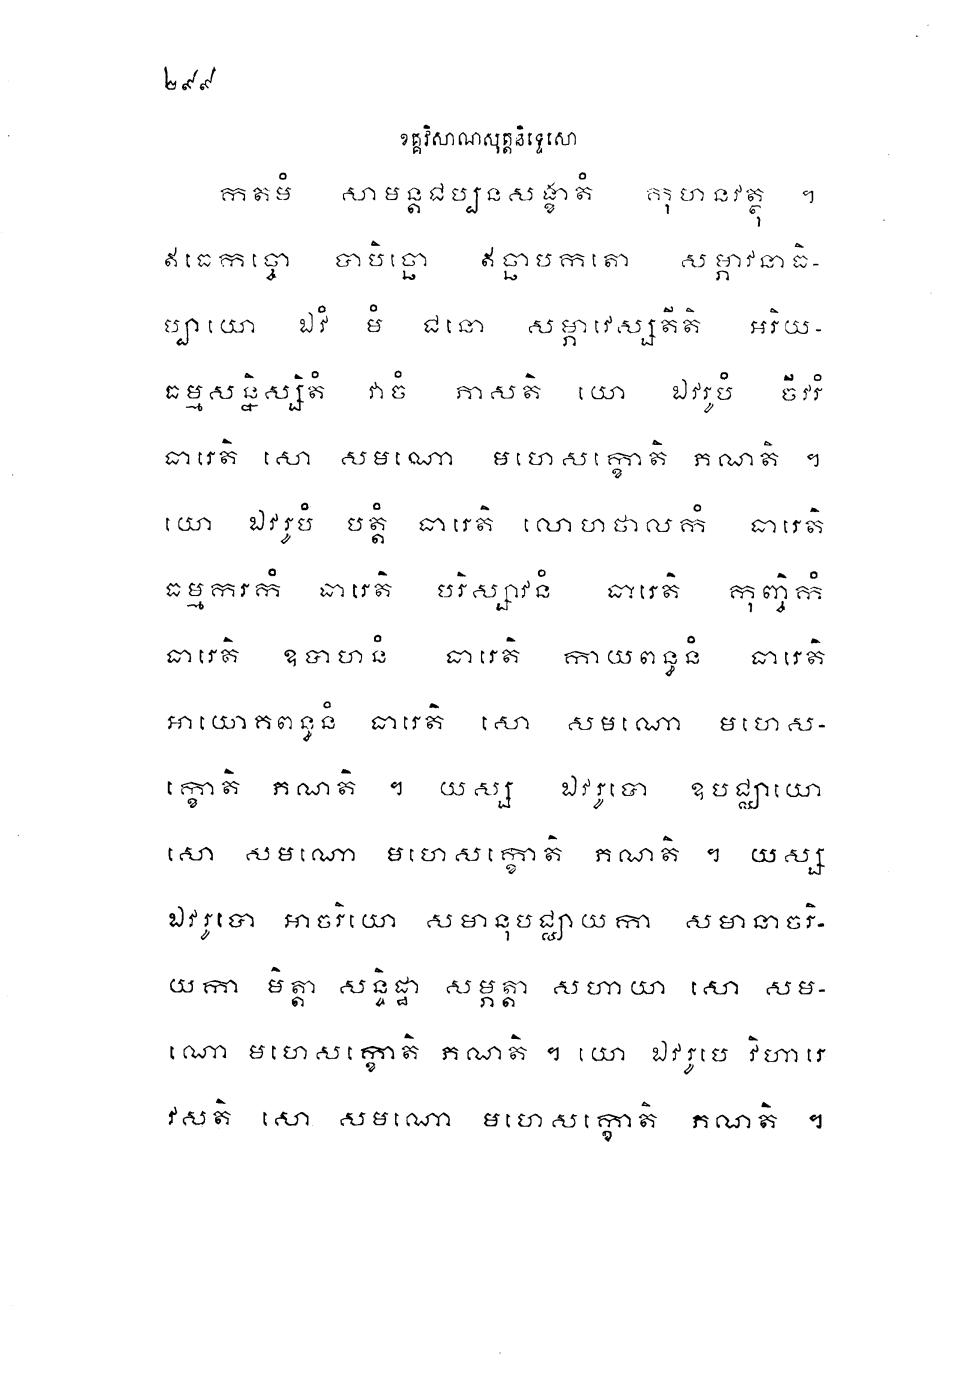 ២៩៩
ខគ្គវិសាណសុត្តនិទ្ទេសោ
កតមំ សាមន្តជប្បនសង្ខាតំ កុហនវត្ថុ ។
ឥធេកច្ចោ បាបិច្ឆោ ឥច្ឆាបកតោ សម្ភាវនាធិ-
ប្បាយោ ឯវំ មំ ជនោ សម្ភាវេស្សតីតិ អរិយ-
ធម្មសន្និស្សិតំ វាចំ ភាសតិ យោ ឯវរូបំ ចីវរំ
ធារេតិ សោ សមណោ មហេសក្ខោតិ ភណតិ ។
យោ ឯវរូបំ បត្តំ ធារេតិ លោហថាលកំ ធារេតិ
ធម្មករកំ ធារេតិ បរិស្សាវនំ ធារេតិ កុញ្ចិកំ
ធារេតិ ឧបាហនំ ធារេតិ កាយពន្ធនំ ធារេតិ
អាយោគពន្ធនំ ធារេតិ សោ សមណោ មហេស-
ក្ខោតិ ភណតិ ។ យស្ស ឯវរូបោ ឧបជ្ឈាយោ
សោ សមណោ មហេសក្ខោតិ ភណតិ ។ យស្ស
ឯវរូបោ អាចរិយោ សមានុបជ្ឈាយកា សមានាចរិ-
យកា មិត្តា សន្ទិដ្ឋា សម្ភត្តា សហាយា សោ សម-
ណោ មហេសក្ខោតិ ភណតិ ។ យោ ឯវរូបេ វិហារេ
វសតិ សោ សមណោ មហេសក្ខោតិ ភណតិ ។